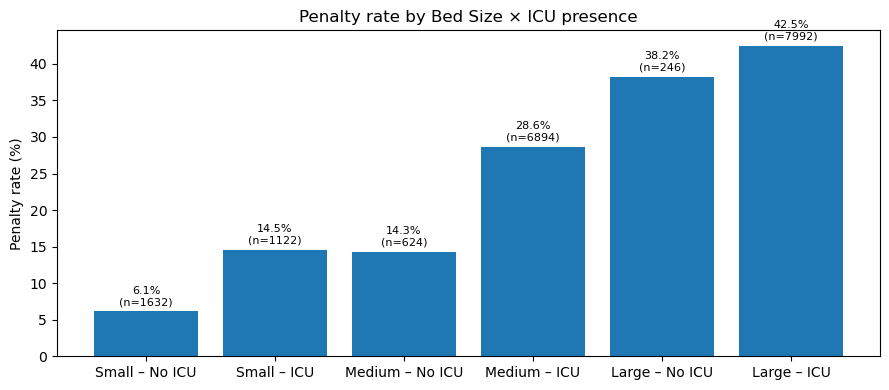 Penalty rate by Bed Size × ICU presence
Penalty rate (%)
40
35
30
25
20
15
10
5
0
6.1%
(n=1632)
14.5%
(n=1122)
14.3%
(n=624)
28.6%
(n=6894)
38.2%
(n=246)
42.5%
(n=7992)
Small – No ICU
Small – ICU
Medium – No ICU
Medium – ICU
Large – No ICU
Large – ICU